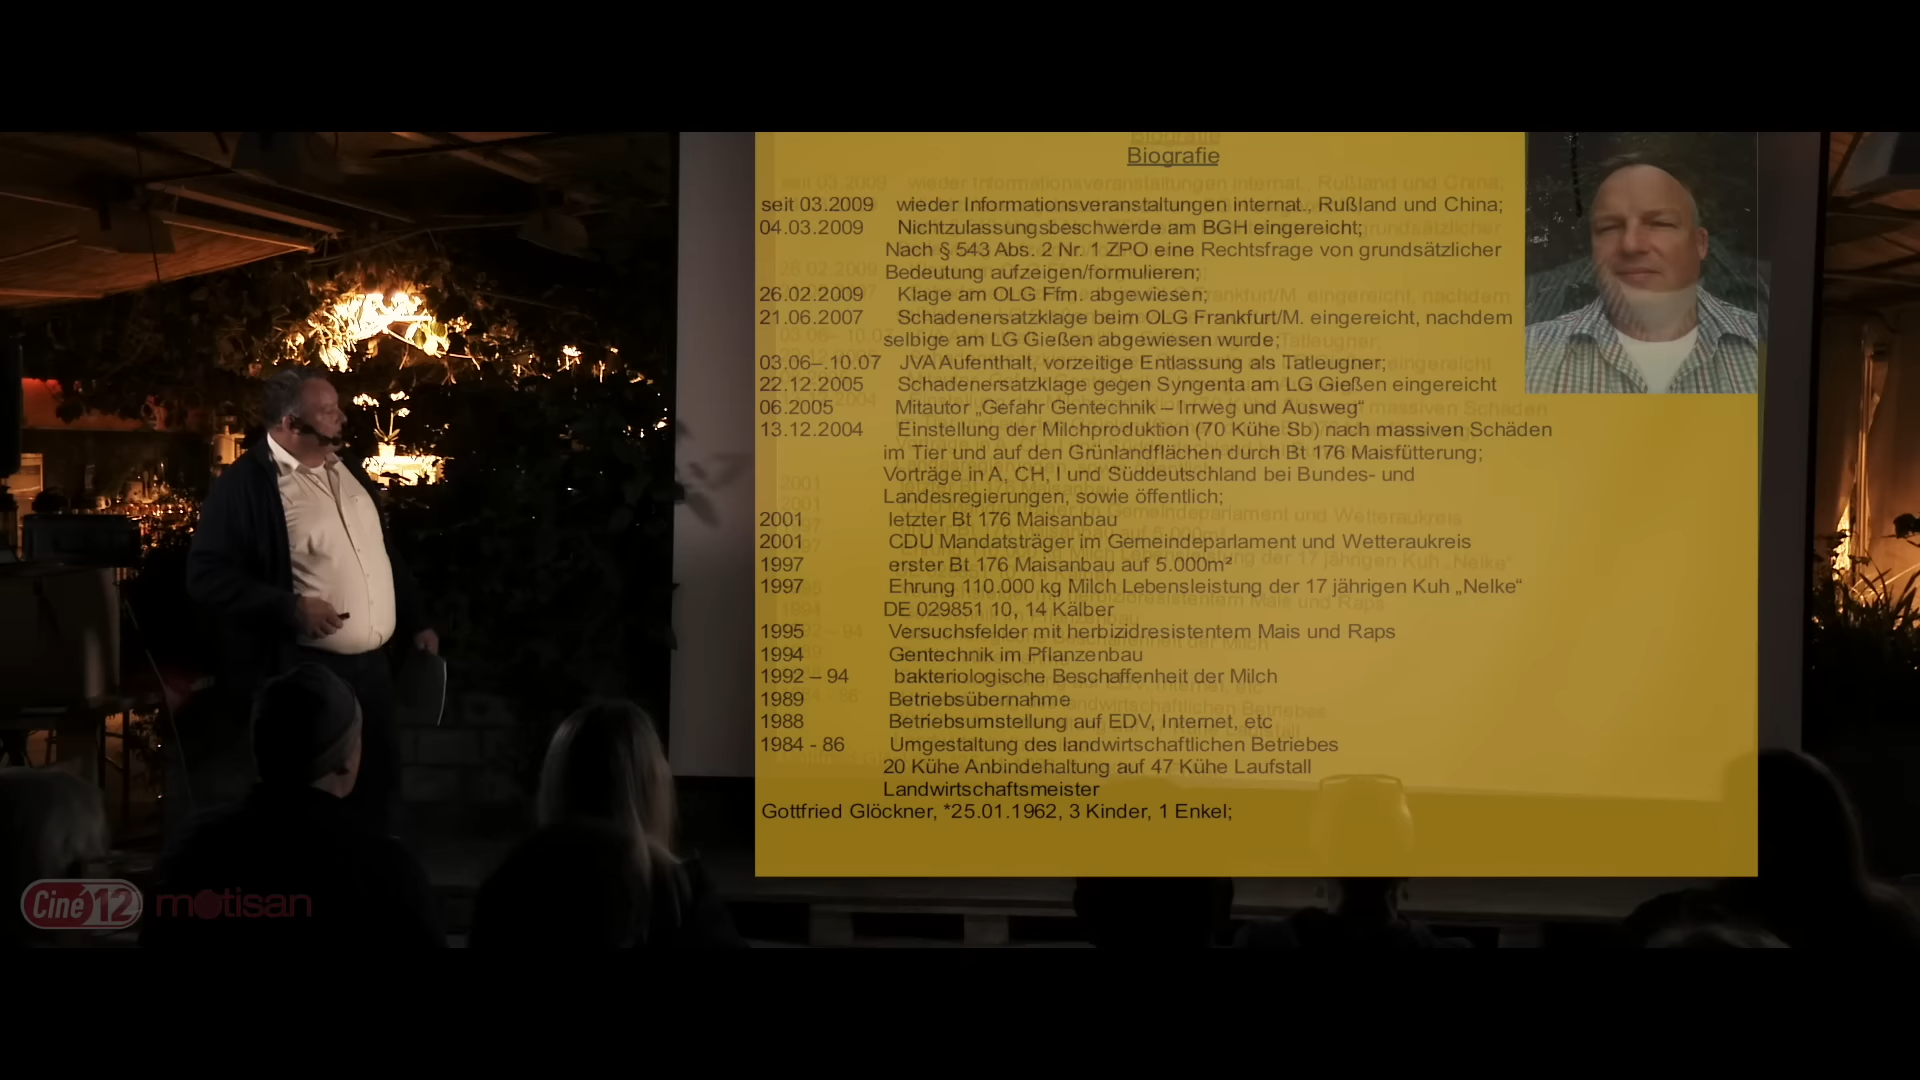 Biografie
seit 03.2009 wieder Informationsveranstaltungen internat., Rußland und China;
04.03.2009 Nichtzulassungsbeschwerde am BGH eingereicht;
Nach § 543 Abs. 2 Nr. 1 ZPO eine Rechtsfrage von grundsätzlicher
Bedeutung aufzeigen/formulieren;
26.02.2009 Klage am OLG Ffm. abgewiesen;
21.06.2007 Schadenersatzklage beim OLG Frankfurt/M. eingereicht, nachdem
selbige am LG Gießen abgewiesen wurde;
03.06–.10.07 JVA Aufenthalt, vorzeitige Entlassung als Tatleugner;
22.12.2005 Schadenersatzklage gegen Syngenta am LG Gießen eingereicht
06.2005 Mitautor „Gefahr Gentechnik – Irrweg und Ausweg“
13.12.2004 Einstellung der Milchproduktion (70 Kühe Sb) nach massiven Schäden
im Tier und auf den Grünlandflächen durch Bt 176 Maisfütterung;
Vorträge in A, CH, I und Süddeutschland bei Bundes- und
Landesregierungen, sowie öffentlich;
2001 letzter Bt 176 Maisanbau
2001 CDU Mandatsträger im Gemeindeparlament und Wetteraukreis
1997 erster Bt 176 Maisanbau auf 5.000m²
1997 Ehrung 110.000 kg Milch Lebensleistung der 17 jährigen Kuh „Nelke“
DE 029851 10, 14 Kälber
1995 Versuchsfelder mit herbizidresistentem Mais und Raps
1994 Gentechnik im Pflanzenbau
1992 – 94 bakteriologische Beschaffenheit der Milch
1989 Betriebsübernahme
1988 Betriebsumstellung auf EDV, Internet, etc
1984 - 86 Umgestaltung des landwirtschaftlichen Betriebes
20 Kühe Anbindehaltung auf 47 Kühe Laufstall
Landwirtschaftsmeister
Gottfried Glöckner, *25.01.1962, 3 Kinder, 1 Enkel;
Ciné12 motisan